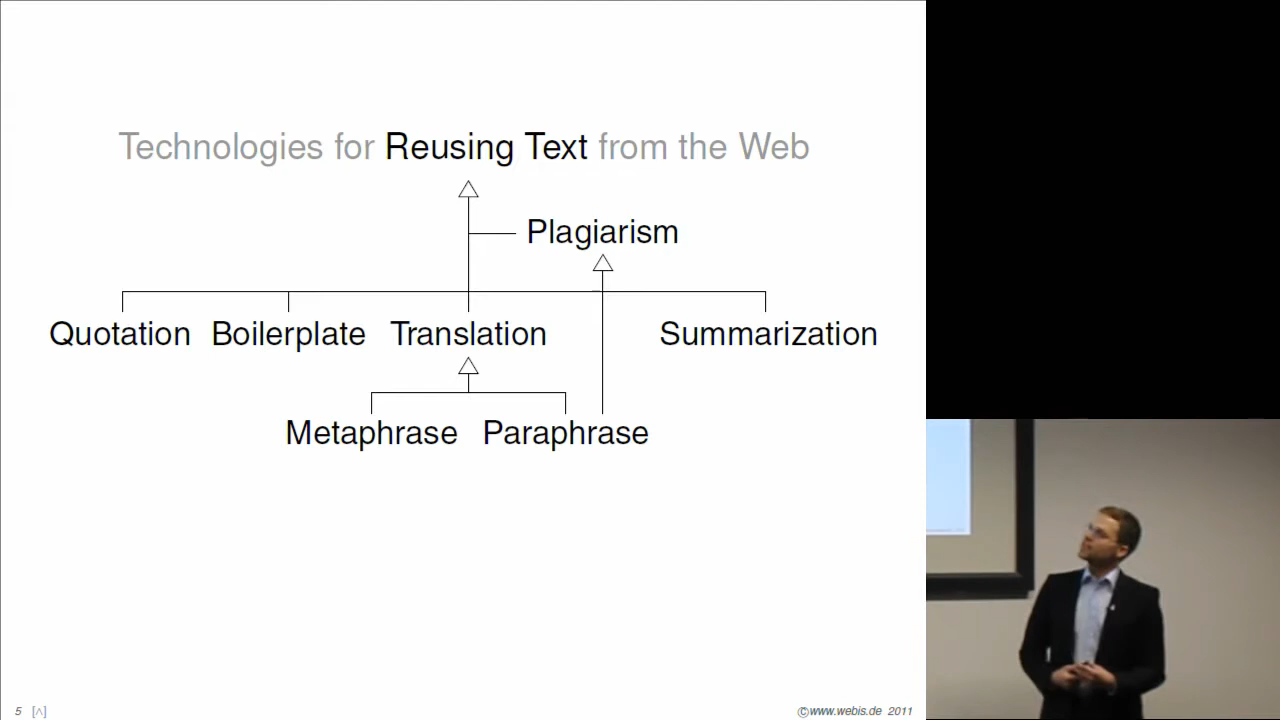 Technologies for Reusing Text from the Web
Plagiarism
Quotation Boilerplate Translation Summarization
Metaphrase Paraphrase
5 [∧] ©www.webis.de 2011